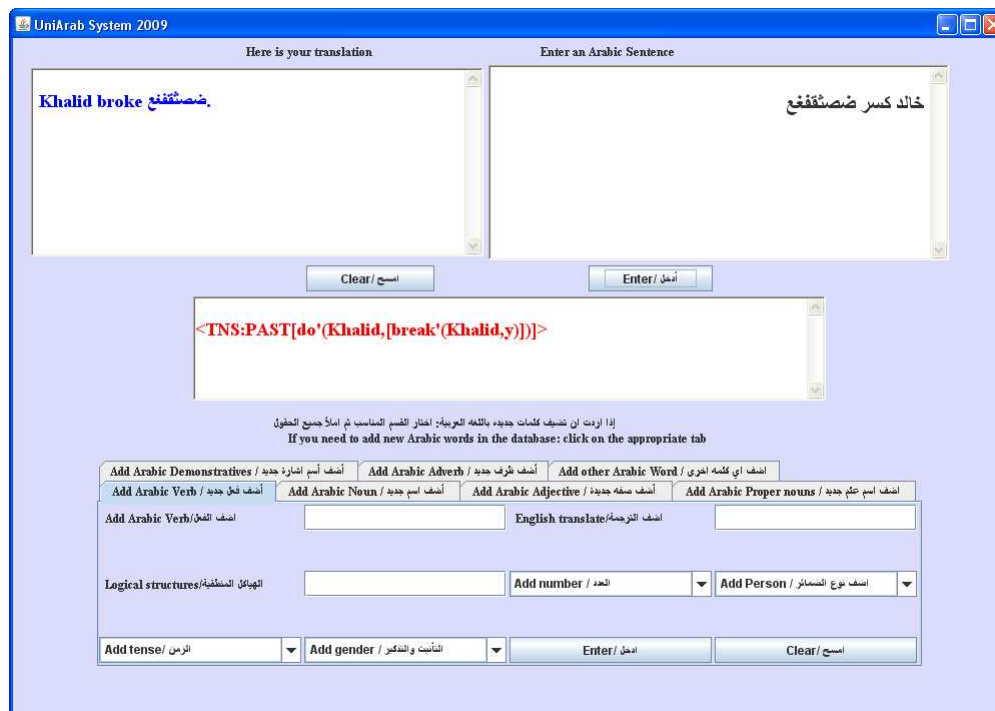 UniArab System 2009
Here is your translation
Enter an Arabic Sentence
Khalid broke ضصثقفغع.
خالد كسر ضصثقفغع
Clear/ امسح
Enter/ أدخل
<TNS:PAST[do'(Khalid,[break'(Khalid,y)])]>
إذا اردت ان تضيف كلمات جديده باللغه العربية: اختار القسم المناسب ثم املأ جميع الحقول
If you need to add new Arabic words in the database: click on the appropriate tab
Add Arabic Demonstratives / أضف أسم اشارة جديد
Add Arabic Adverb / أضف ظرف جديد
Add other Arabic Word / اضف اي كلمه اخرى
Add Arabic Verb / أضف فعل جديد
Add Arabic Noun / أضف اسم جديد
Add Arabic Adjective / أضف صفه جديدة
Add Arabic Proper nouns / اضف اسم علم جديد
Add Arabic Verb/اضف الفعل
English translate/اضف الترجمة
Logical structures/الهياكل المنطقية
Add number / العدد
Add Person / اضف نوع الضمائر
Add tense/ الزمن
Add gender / التأنيث والتذكير
Enter/ ادخل
Clear/ امسح